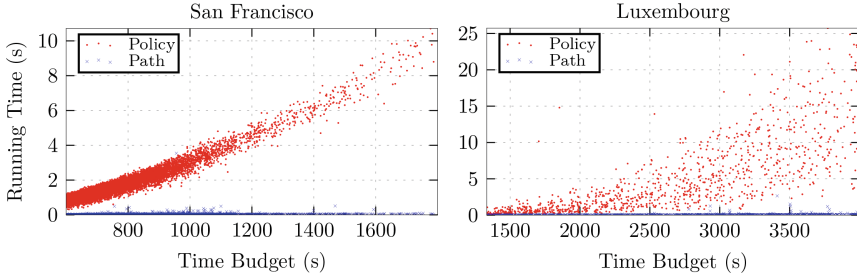 San Francisco
Running Time (s)
10
8
6
4
2
0
Policy
Path
800
1000
1200
1400
1600
Time Budget (s)
Luxembourg
25
20
15
10
5
0
Policy
Path
1500
2000
2500
3000
3500
Time Budget (s)